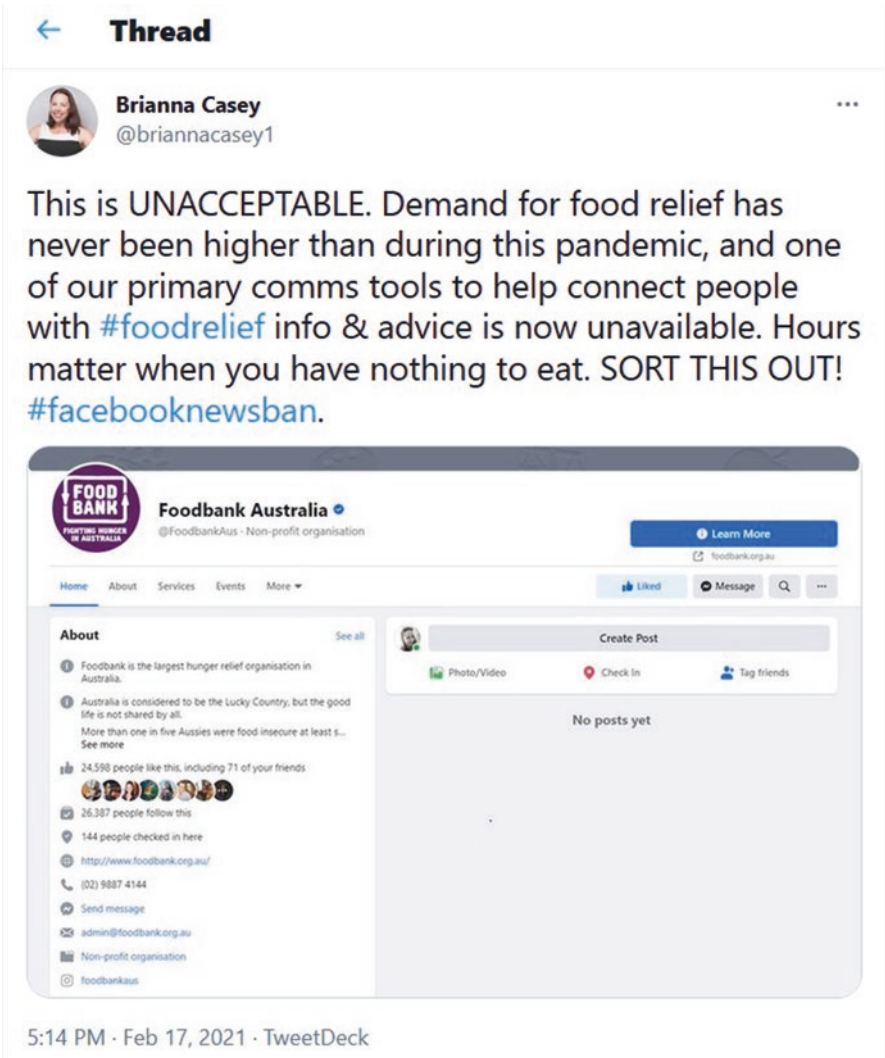 Thread
Brianna Casey
@briannacasey1
This is UNACCEPTABLE. Demand for food relief has
never been higher than during this pandemic, and one
of our primary comms tools to help connect people
with #foodrelief info & advice is now unavailable. Hours
matter when you have nothing to eat. SORT THIS OUT!
#facebooknewsban.
FOOD
BANK
FIGHTING HUNGER
IN AUSTRALIA
Foodbank Australia
@FoodbankAus · Non-profit organisation
Learn More
foodbank.org.au
Home About Services Events More
Liked Message
About See all
Foodbank is the largest hunger relief organisation in
Australia.
Australia is considered to be the Lucky Country, but the good
life is not shared by all.
More than one in five Aussies were food insecure at least s...
See more
24,598 people like this, including 71 of your friends
26,387 people follow this
144 people checked in here
http://www.foodbank.org.au/
(02) 9887 4144
Send message
admin@foodbank.org.au
Non-profit organisation
foodbankaus
Create Post
Photo/Video Check In Tag friends
No posts yet
5:14 PM · Feb 17, 2021 · TweetDeck